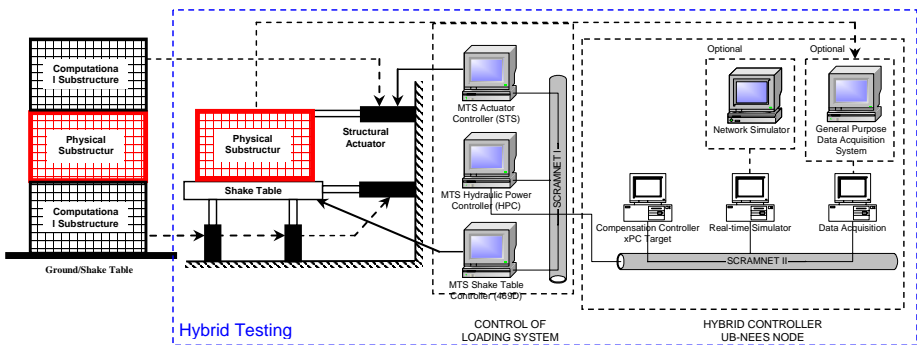 Computationa
l Substructure
Physical
Substructur
Computationa
l Substructure
Ground/Shake Table
Physical
Substructur
Shake Table
Structural
Actuator
Hybrid Testing
MTS Actuator
Controller (STS)
MTS Hydraulic Power
Controller (HPC)
MTS Shake Table
Controller (469D)
SCRAMNET I
CONTROL OF
LOADING SYSTEM
Optional
Optional
Network Simulator
General Purpose
Data Acquisition
System
Compensation Controller
xPC Target
Real-time Simulator
Data Acquisition
SCRAMNET II
HYBRID CONTROLLER
UB-NEES NODE